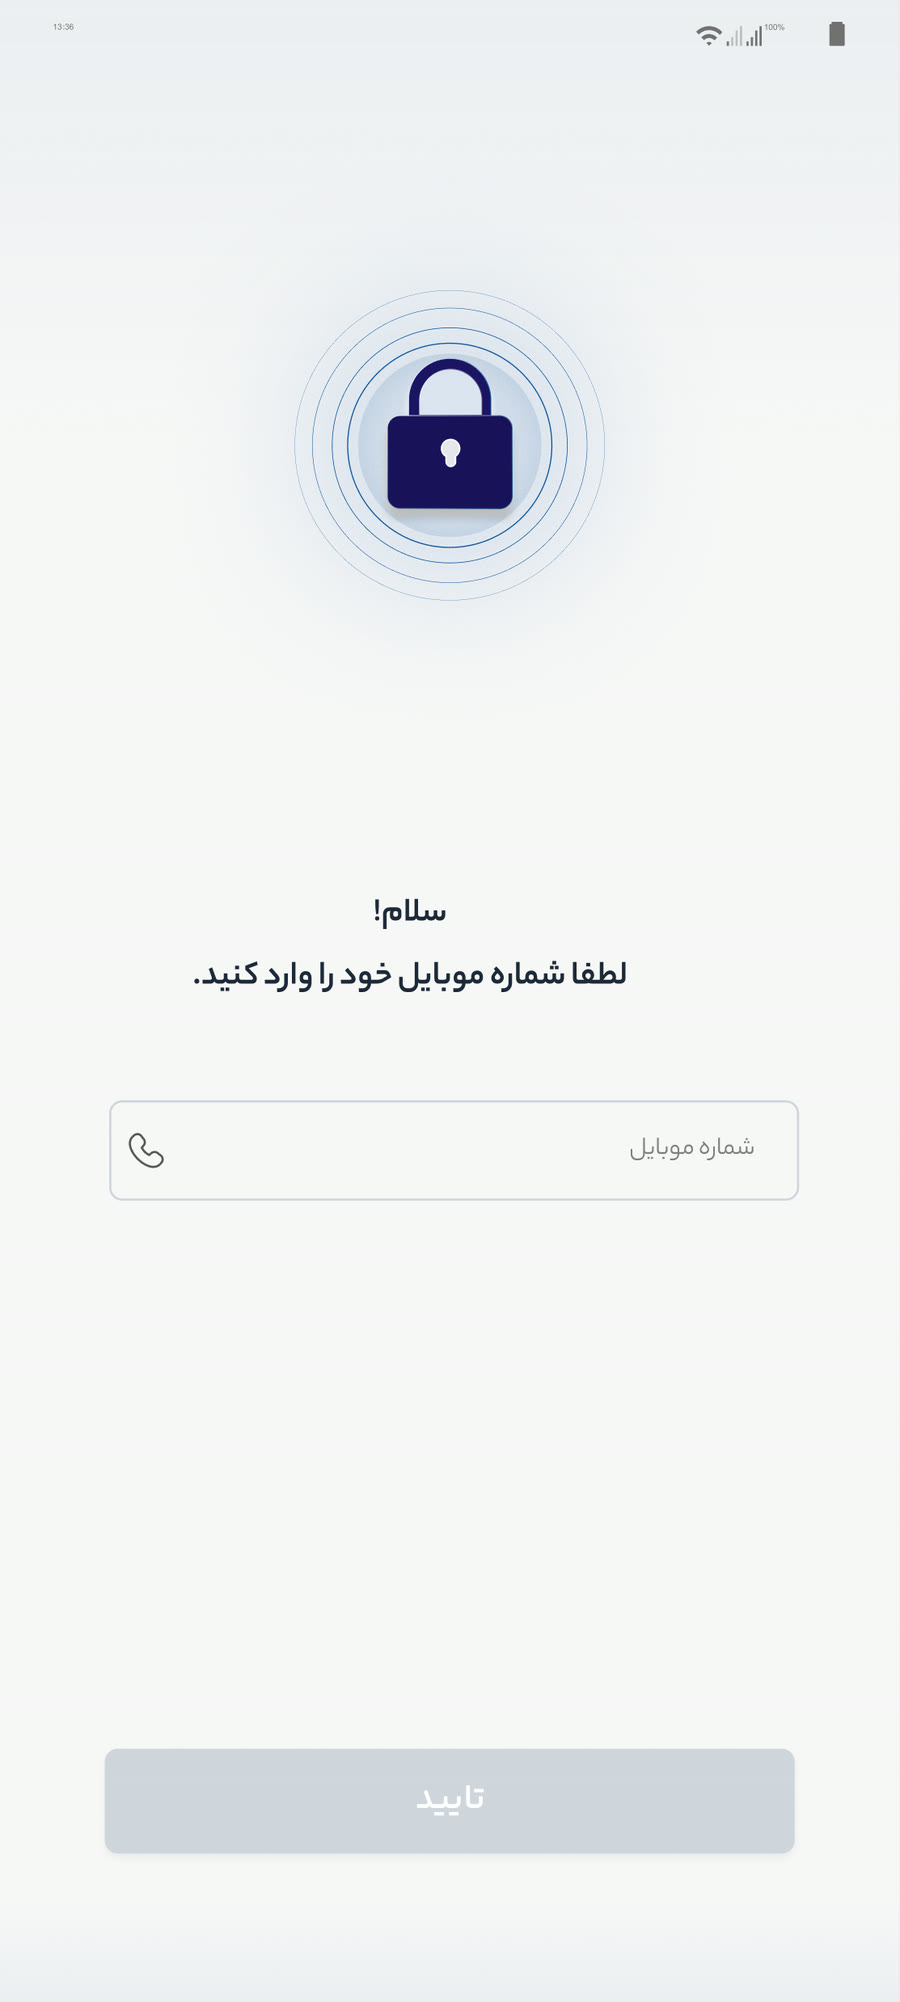 13:36
100%
سلام!
لطفا شماره موبایل خود را وارد کنید.
شماره موبایل
تایید